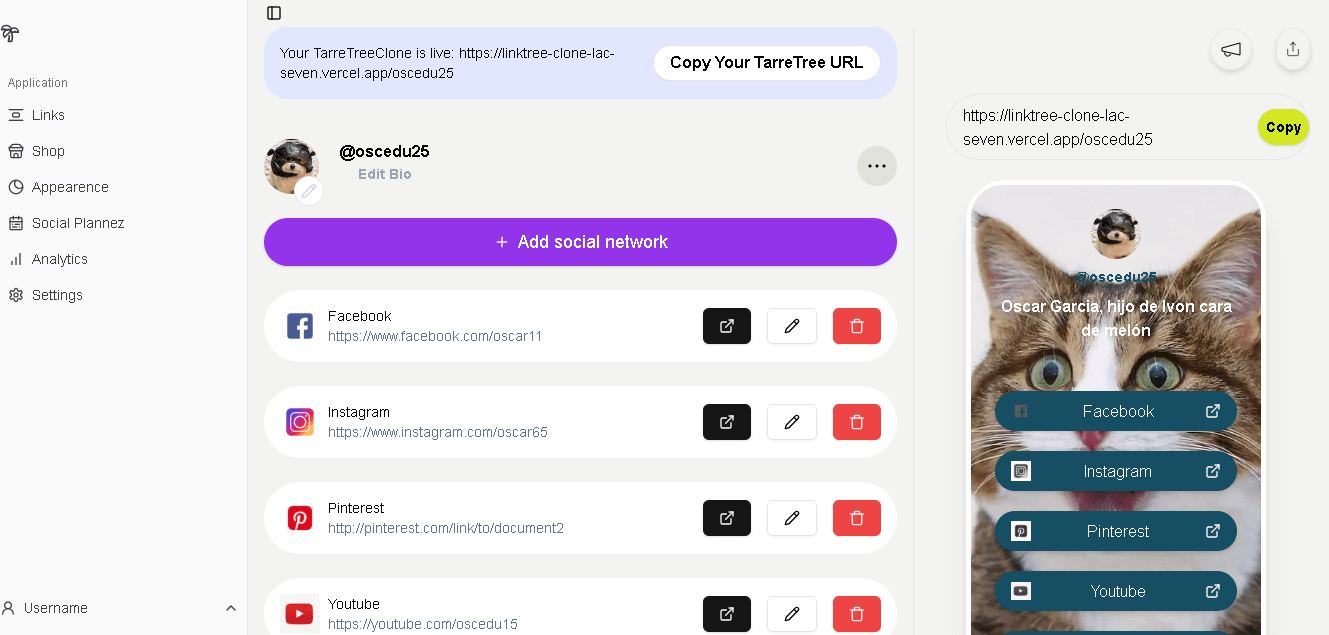 Application
Links
Shop
Appearence
Social Plannez
Analytics
Settings
Username
Your TarreTreeClone is live: https://linktree-clone-lac-
seven.vercel.app/oscedu25
Copy Your TarreTree URL
@oscedu25
Edit Bio
+ Add social network
Facebook
https://www.facebook.com/oscar11
Instagram
https://www.instagram.com/oscar65
Pinterest
http://pinterest.com/link/to/document2
Youtube
https://youtube.com/oscedu15
https://linktree-clone-lac-
seven.vercel.app/oscedu25
Copy
@oscedu25
Oscar Garcia, hijo de Ivon cara
de melón
Facebook
Instagram
Pinterest
Youtube